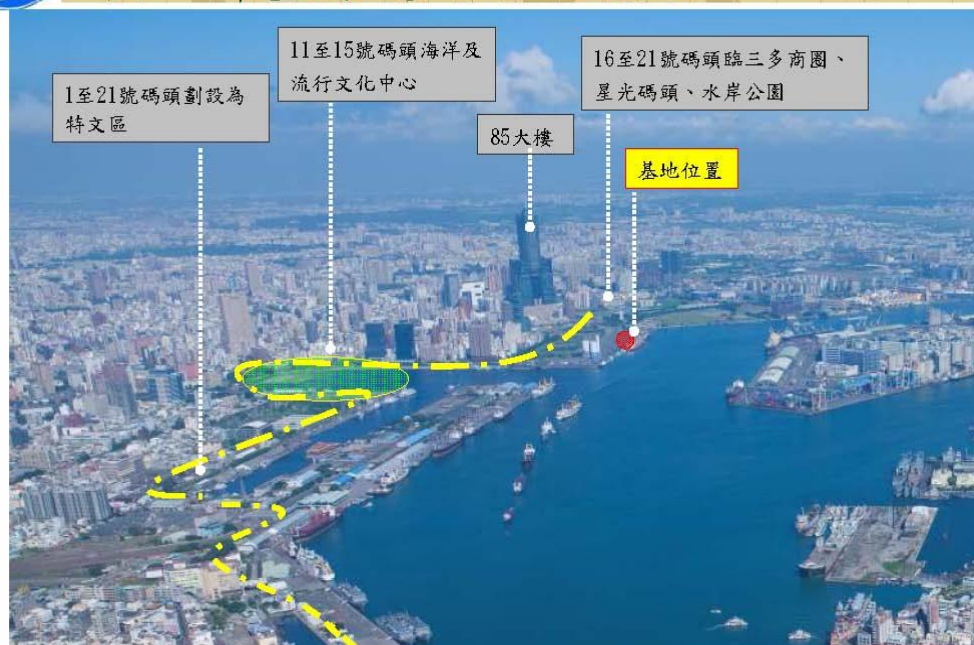 1至21號碼頭劃設為
特文區
11至15號碼頭海洋及
流行文化中心
85大樓
16至21號碼頭臨三多商圈、
星光碼頭、水岸公園
基地位置